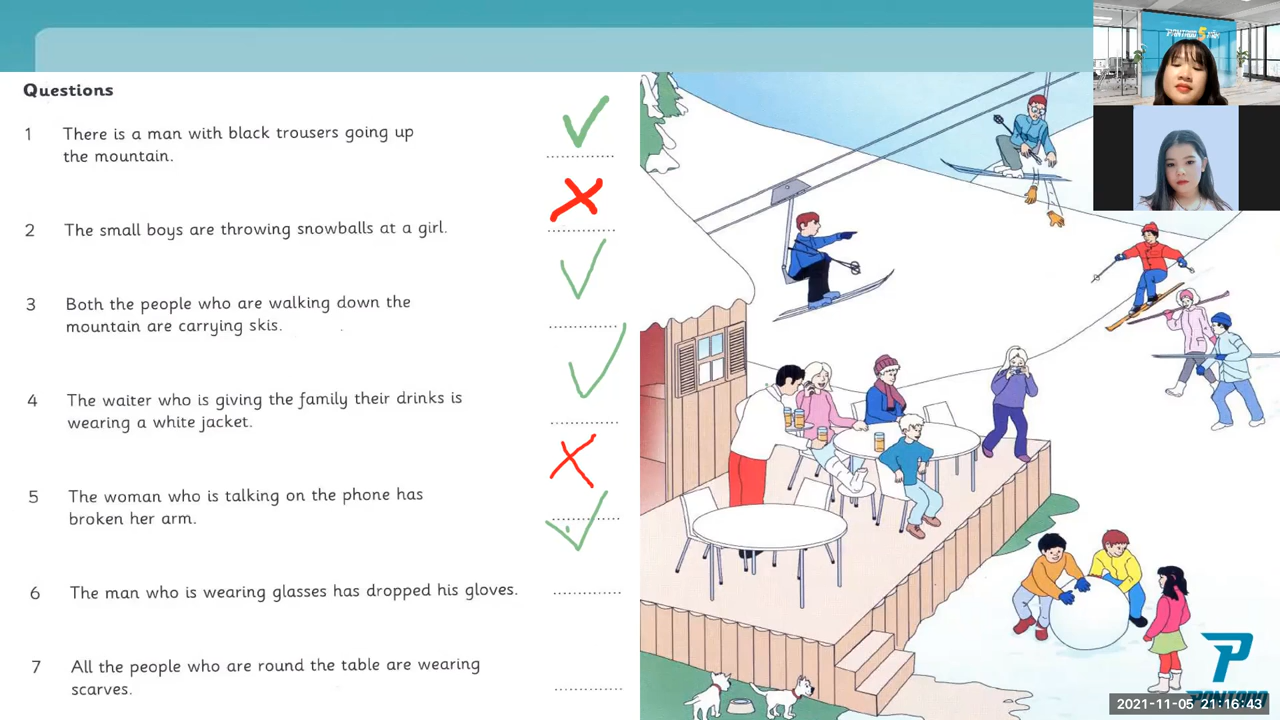 Questions
1 There is a man with black trousers going up
the mountain.
2 The small boys are throwing snowballs at a girl.
3 Both the people who are walking down the
mountain are carrying skis.
4 The waiter who is giving the family their drinks is
wearing a white jacket.
5 The woman who is talking on the phone has
broken her arm.
6 The man who is wearing glasses has dropped his gloves.
7 All the people who are round the table are wearing
scarves.
2021-11-05 21:16:43